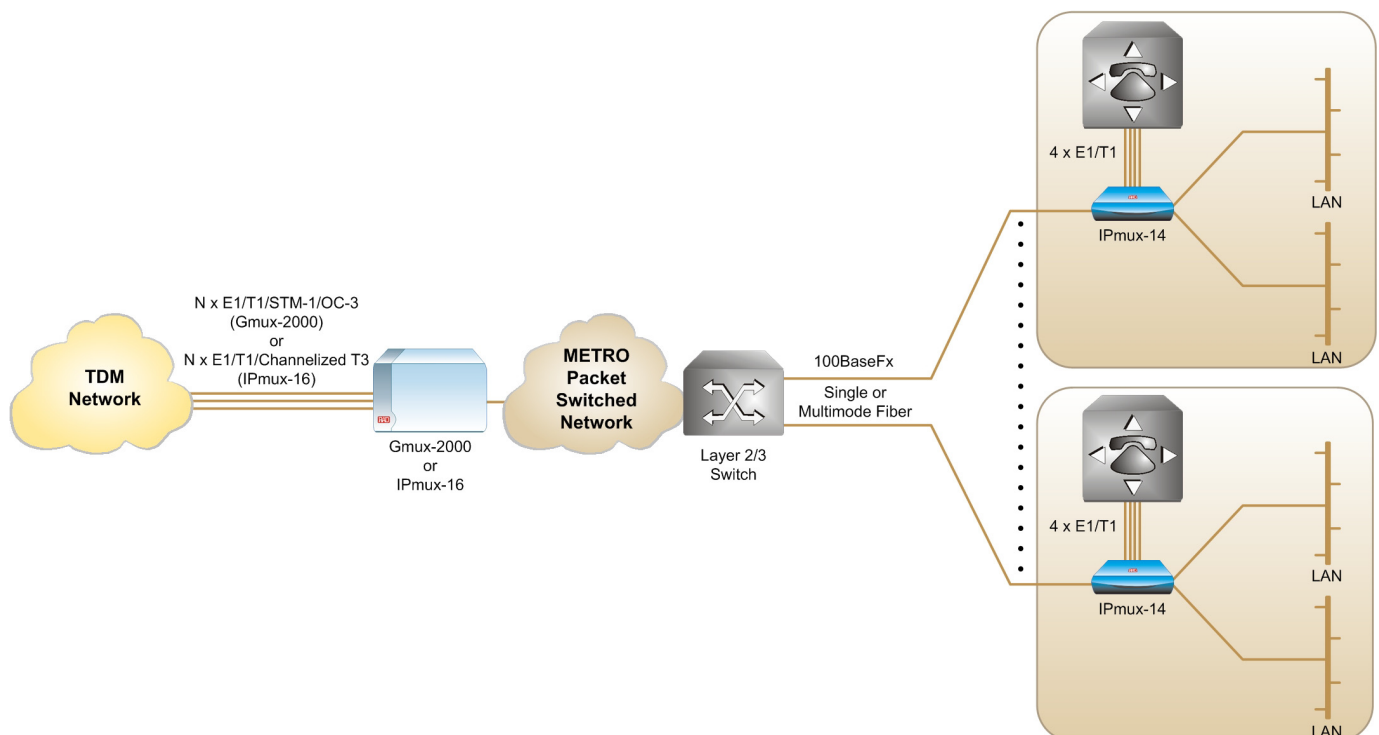 N x E1/T1/STM-1/OC-3
(Gmux-2000)
or
N x E1/T1/Channelized T3
(IPmux-16)
TDM
Network
RAD
Gmux-2000
or
IPmux-16
METRO
Packet
Switched
Network
Layer 2/3
Switch
100BaseFx
Single or
Multimode Fiber
4 x E1/T1
IPmux-14
LAN
LAN
4 x E1/T1
IPmux-14
LAN
LAN